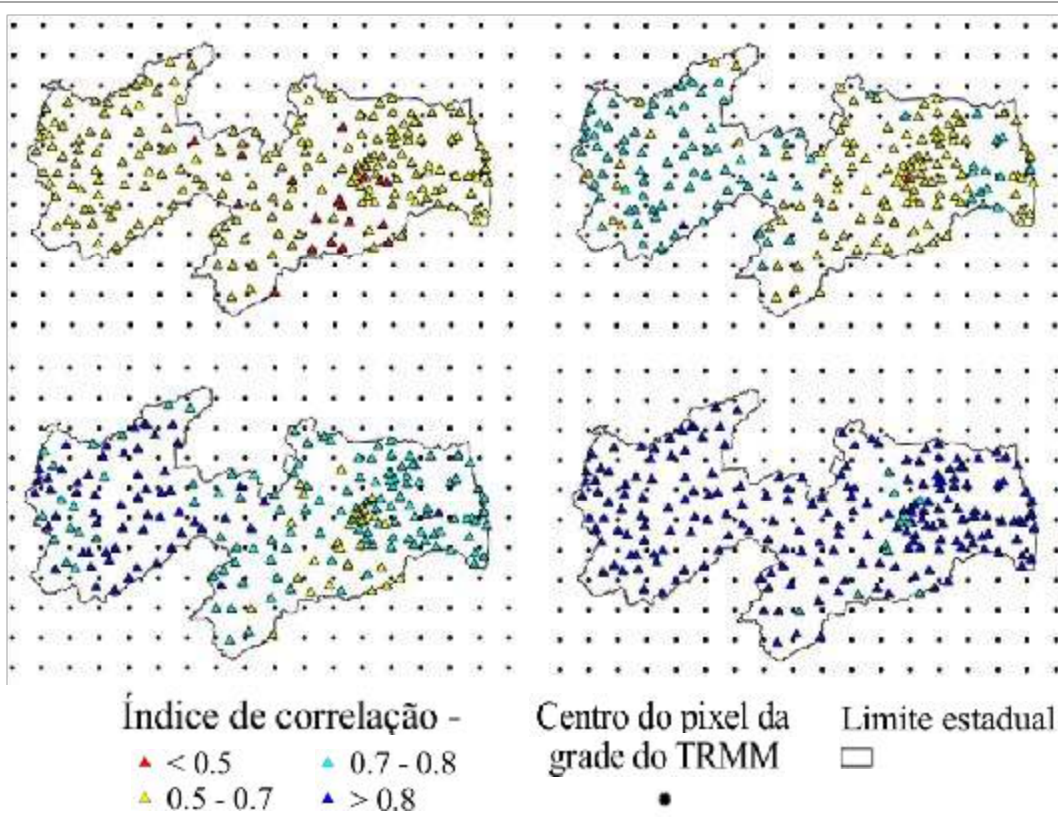 Índice de correlação -
< 0.5
0.7 - 0.8
0.5 - 0.7
> 0.8
Centro do pixel da
grade do TRMM
Limite estadual